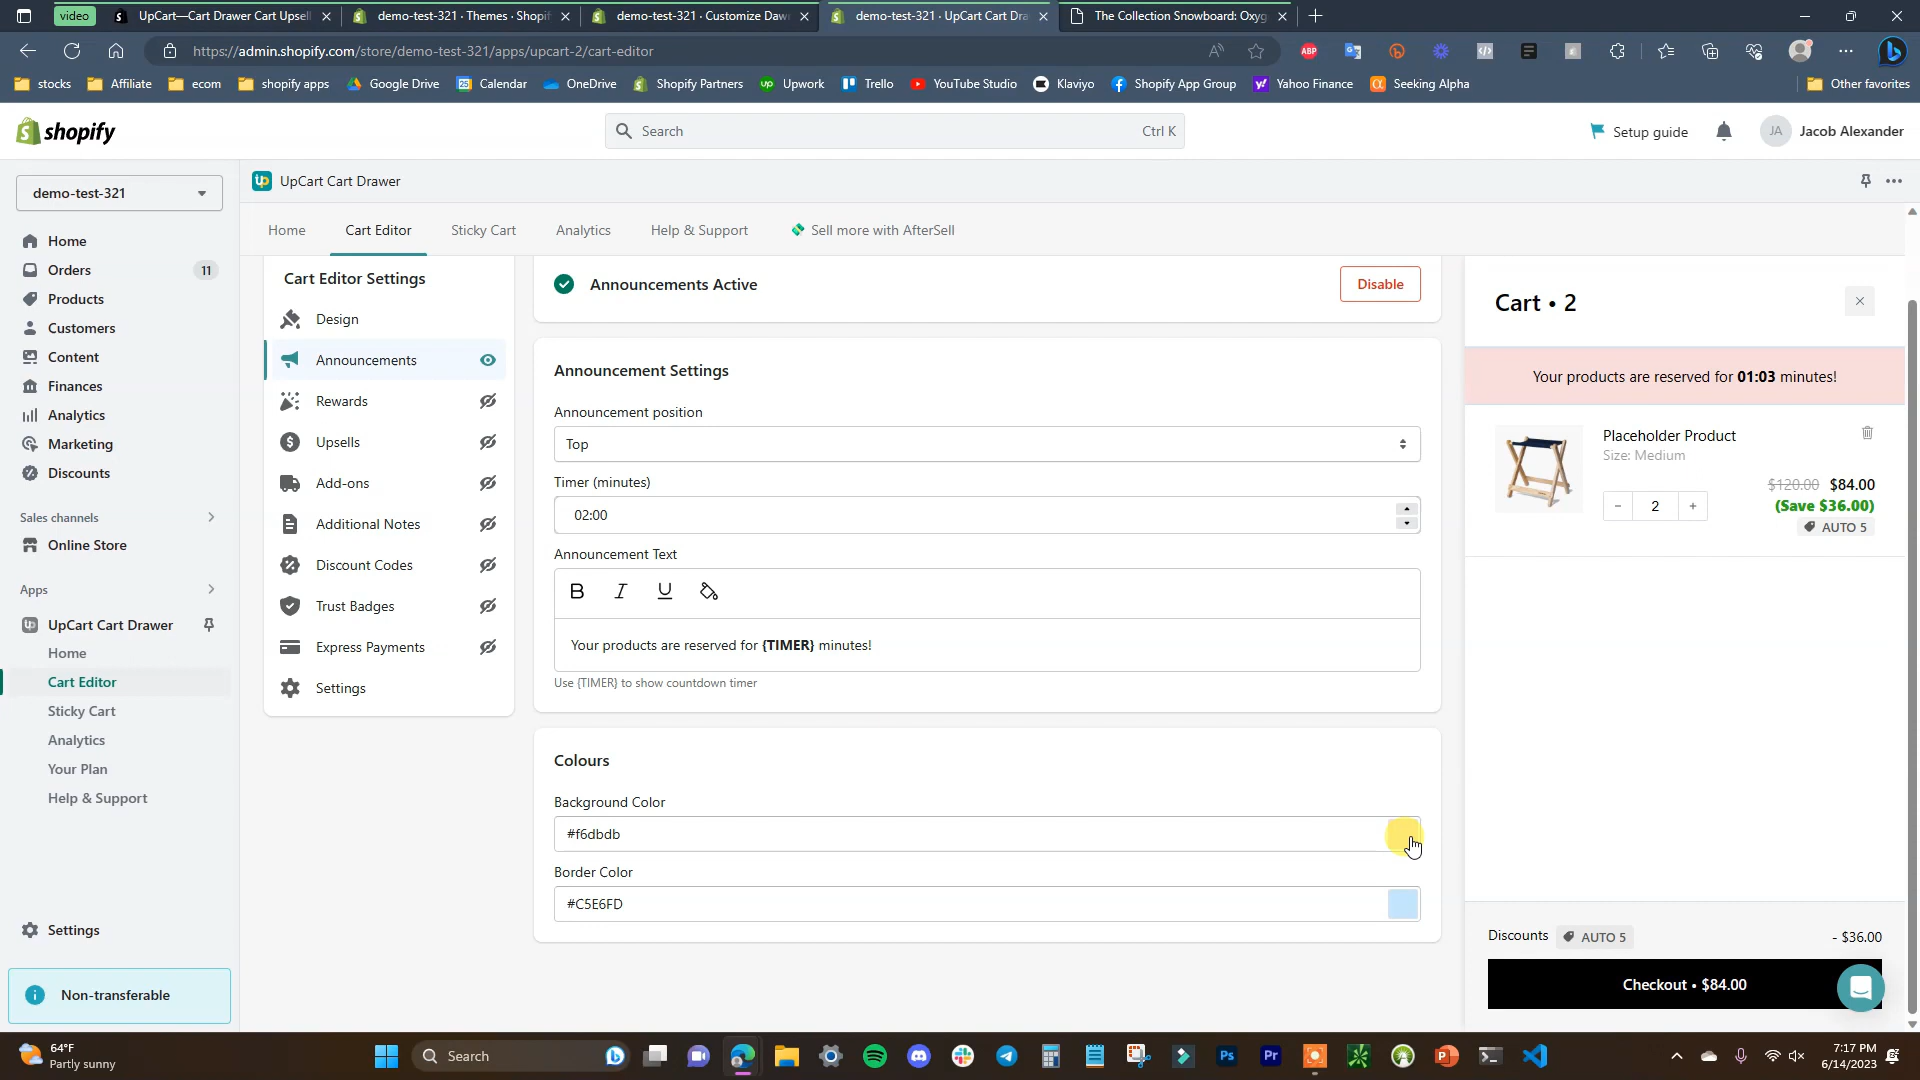 video
UpCart—Cart Drawer Cart Upsell
demo-test-321 · Themes · Shopif
demo-test-321 · Customize Daw
demo-test-321 · UpCart Cart Dra
The Collection Snowboard: Oxyg
https://admin.shopify.com/store/demo-test-321/apps/upcart-2/cart-editor
stocks
Affiliate
ecom
shopify apps
Google Drive
Calendar
OneDrive
Shopify Partners
Upwork
Trello
YouTube Studio
Klaviyo
Shopify App Group
Yahoo Finance
Seeking Alpha
Other favorites
shopify
Search
Ctrl K
Setup guide
JA
Jacob Alexander
demo-test-321
UpCart Cart Drawer
Home
Cart Editor
Sticky Cart
Analytics
Help & Support
Sell more with AfterSell
Home
Orders
11
Products
Customers
Content
Finances
Analytics
Marketing
Discounts
Sales channels
Online Store
Apps
UpCart Cart Drawer
Home
Cart Editor
Sticky Cart
Analytics
Your Plan
Help & Support
Settings
Non-transferable
Cart Editor Settings
Design
Announcements
Rewards
Upsells
Add-ons
Additional Notes
Discount Codes
Trust Badges
Express Payments
Settings
Announcements Active
Disable
Announcement Settings
Announcement position
Top
Timer (minutes)
02:00
Announcement Text
B I U
Your products are reserved for {TIMER} minutes!
Use {TIMER} to show countdown timer
Colours
Background Color
#f6dbdb
Border Color
#C5E6FD
Cart • 2
Your products are reserved for 01:03 minutes!
Placeholder Product
Size: Medium
$120.00 $84.00
(Save $36.00)
- 2 +
AUTO 5
Discounts
AUTO 5
- $36.00
Checkout • $84.00
64°F
Partly sunny
Search
7:17 PM
6/14/2023